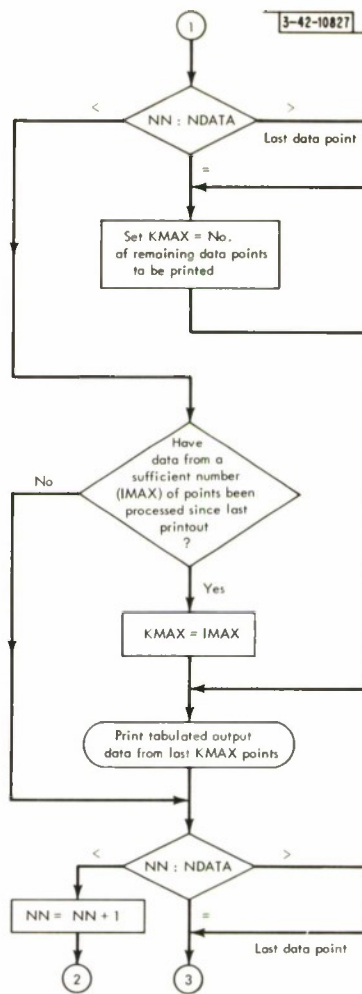 3-42-10827
1
<
NN : NDATA
>
Last data point
=
Set KMAX = No.
of remaining data points
ta be printed
Have
data from a
sufficient number
(IMAX) of points been
processed since last
printout
?
No
Yes
KMAX = IMAX
Print tabulated output
data from last KMAX points
<
NN : NDATA
>
NN = NN + 1
=
Last data point
2
3